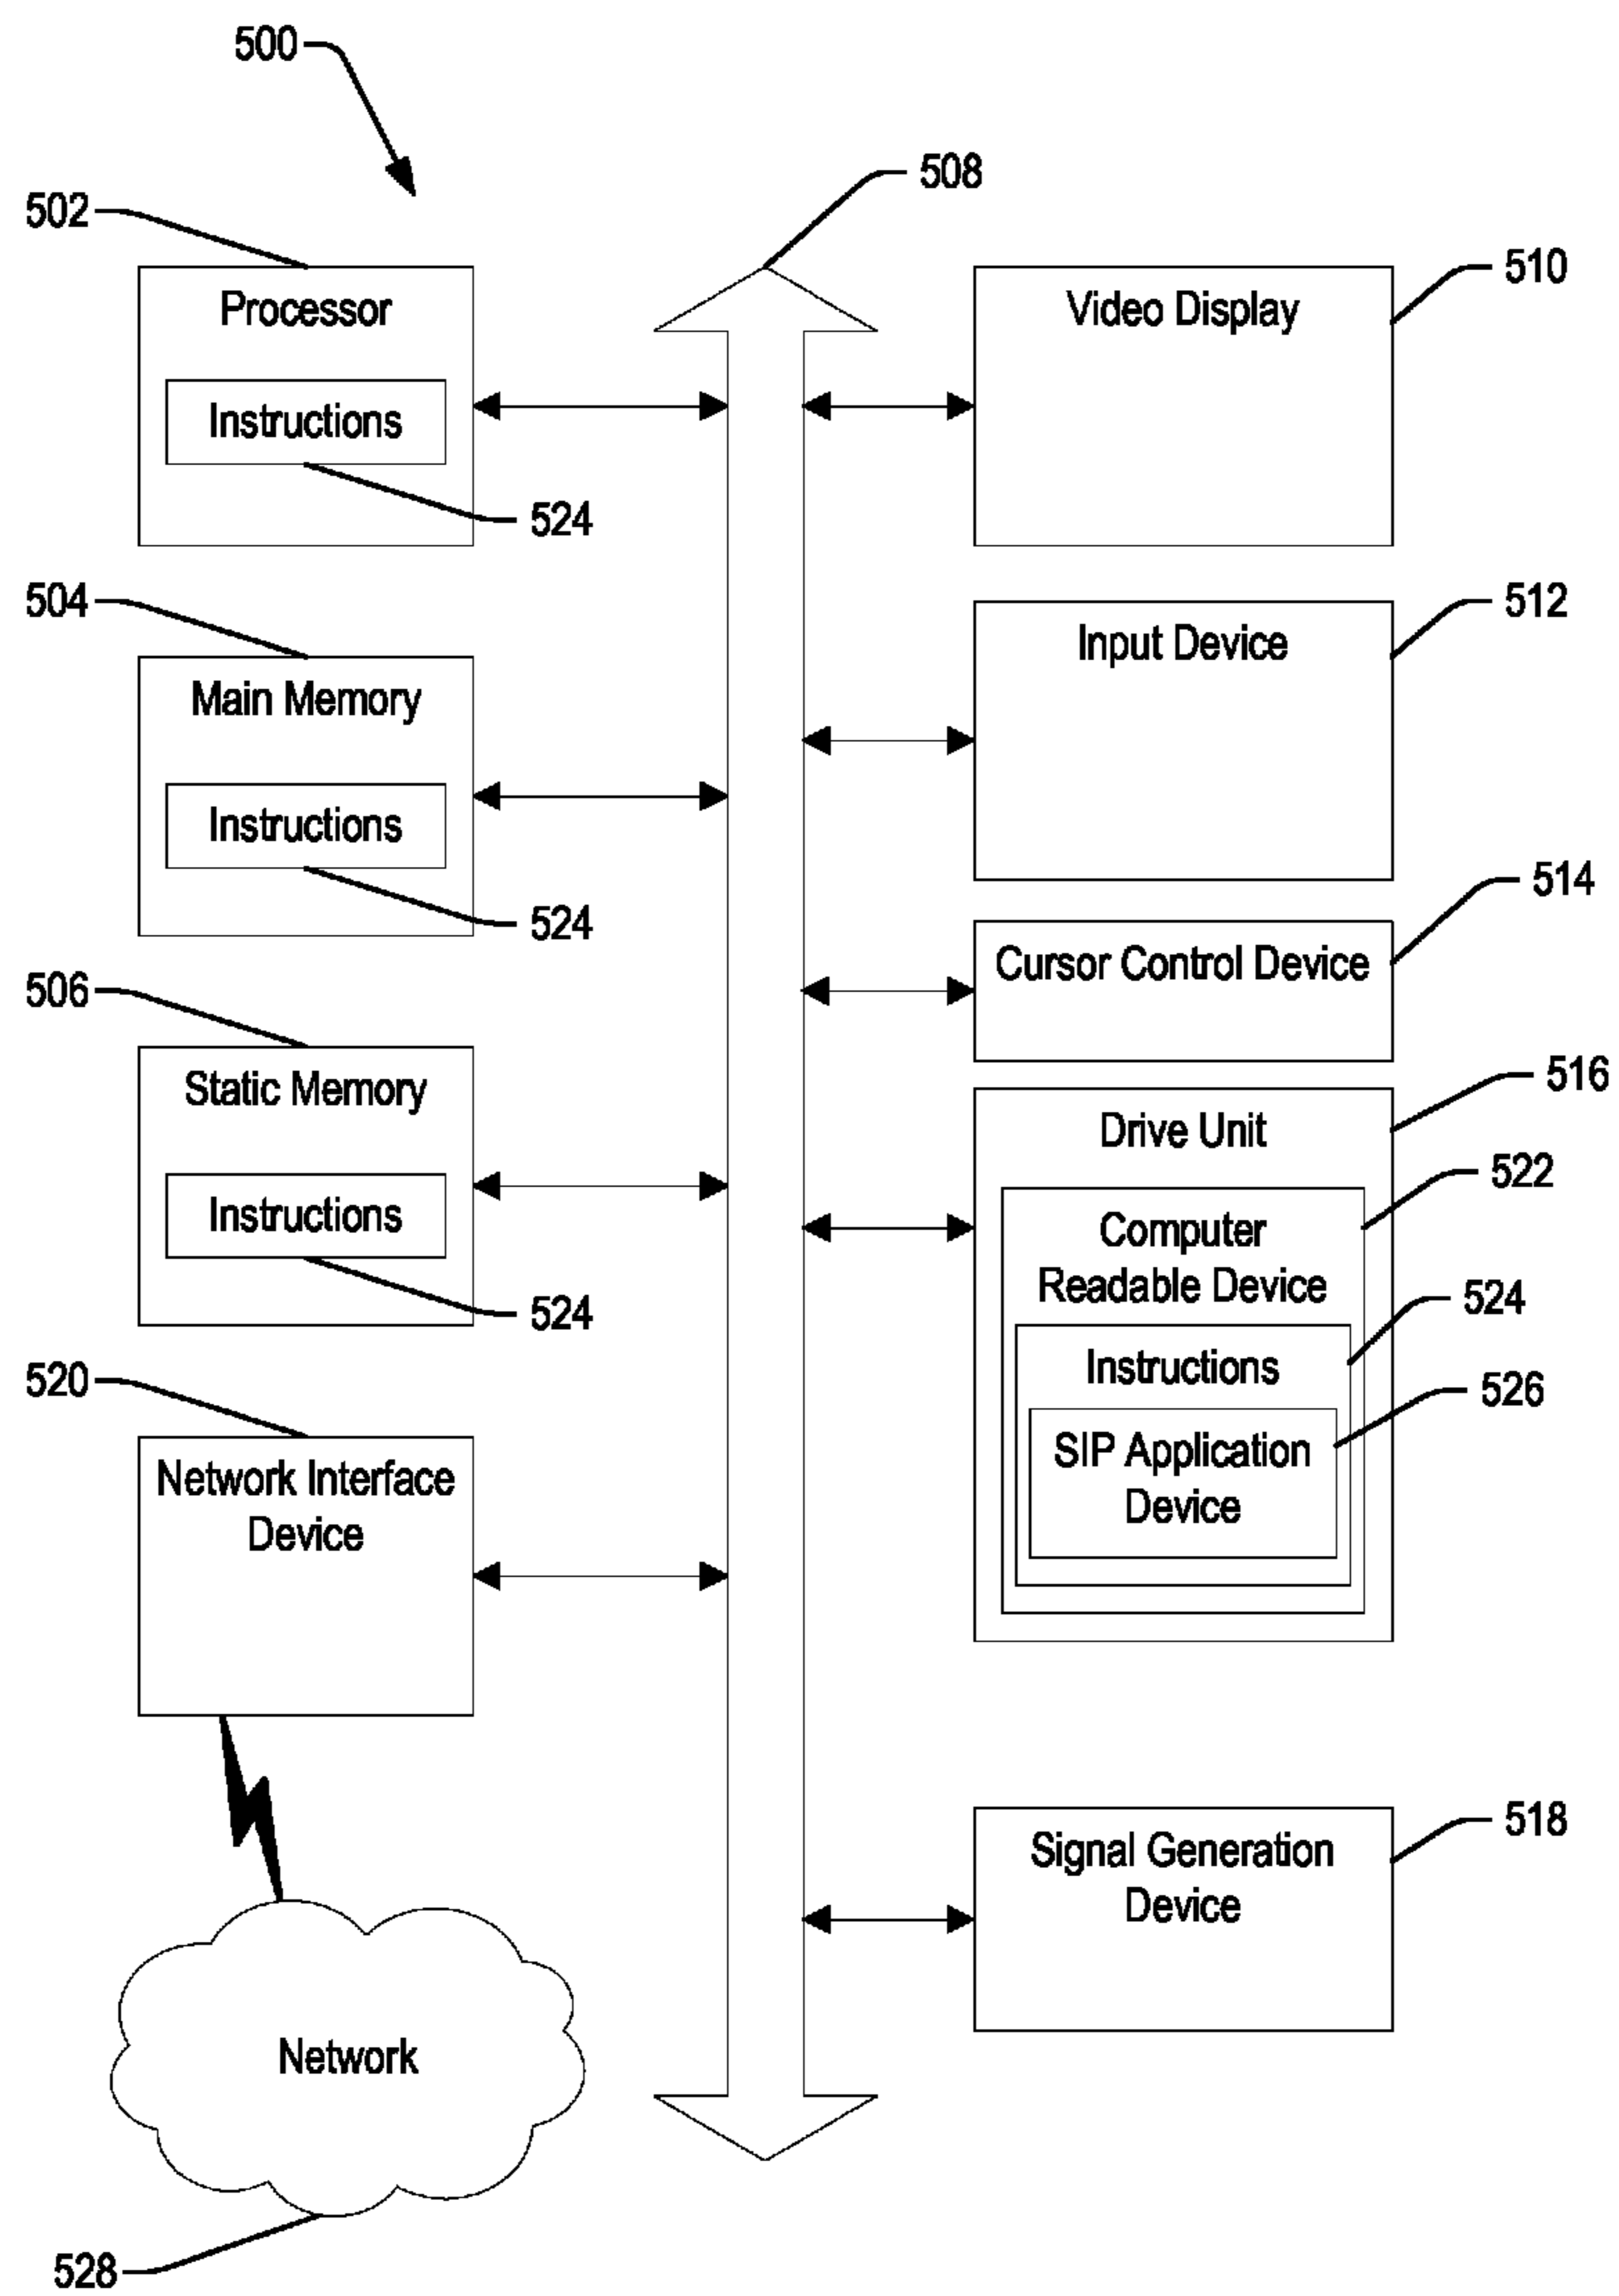 500
508
502
Processor
Instructions
524
510
Video Display
504
Main Memory
Instructions
524
512
Input Device
514
Cursor Control Device
506
Static Memory
Instructions
524
516
Drive Unit
522
Computer
Readable Device
524
Instructions
526
SIP Application
Device
520
Network Interface
Device
518
Signal Generation
Device
Network
528